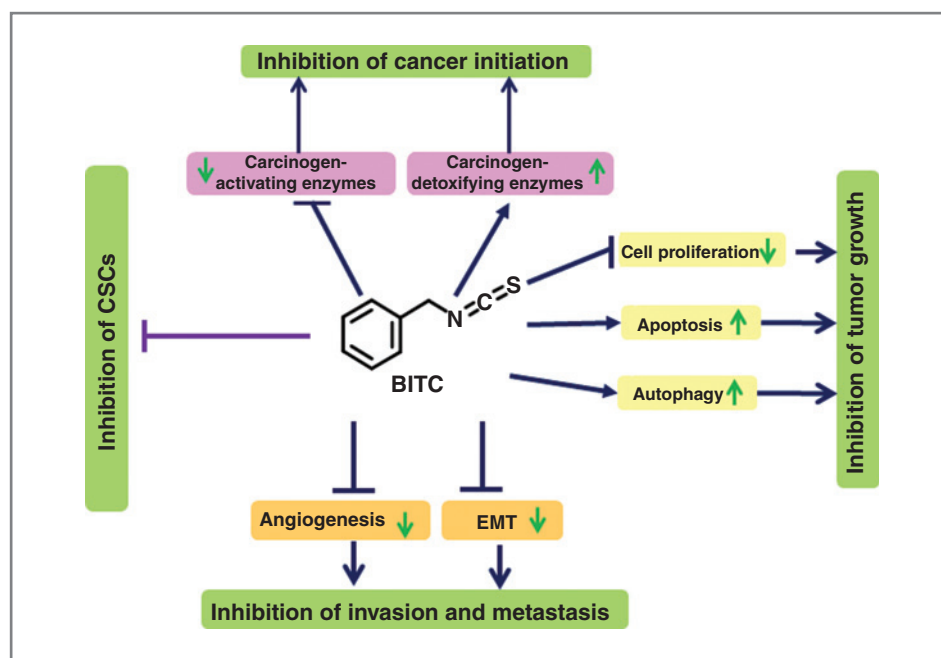 Inhibition of cancer initiation
Carcinogen-
activating enzymes
Carcinogen-
detoxifying enzymes
Inhibition of CSCs
Cell proliferation
Apoptosis
Autophagy
Inhibition of tumor growth
N
C
S
BITC
Angiogenesis
EMT
Inhibition of invasion and metastasis